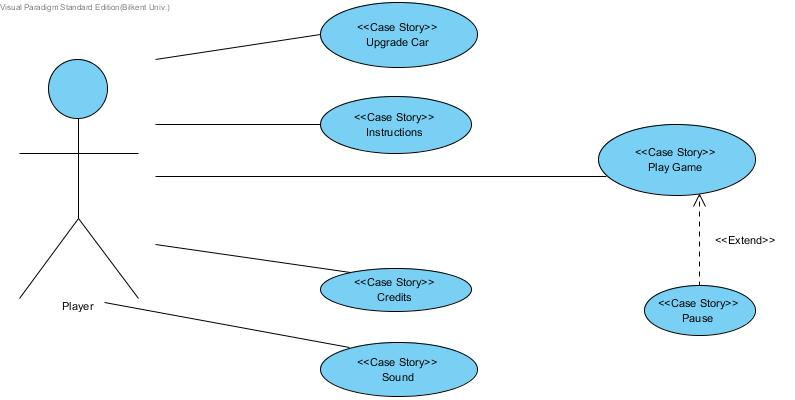 Visual Paradigm Standard Edition(Bilkent Univ.)
<<Case Story>>
Upgrade Car
<<Case Story>>
Instructions
<<Case Story>>
Play Game
<<Extend>>
<<Case Story>>
Credits
<<Case Story>>
Pause
Player
<<Case Story>>
Sound